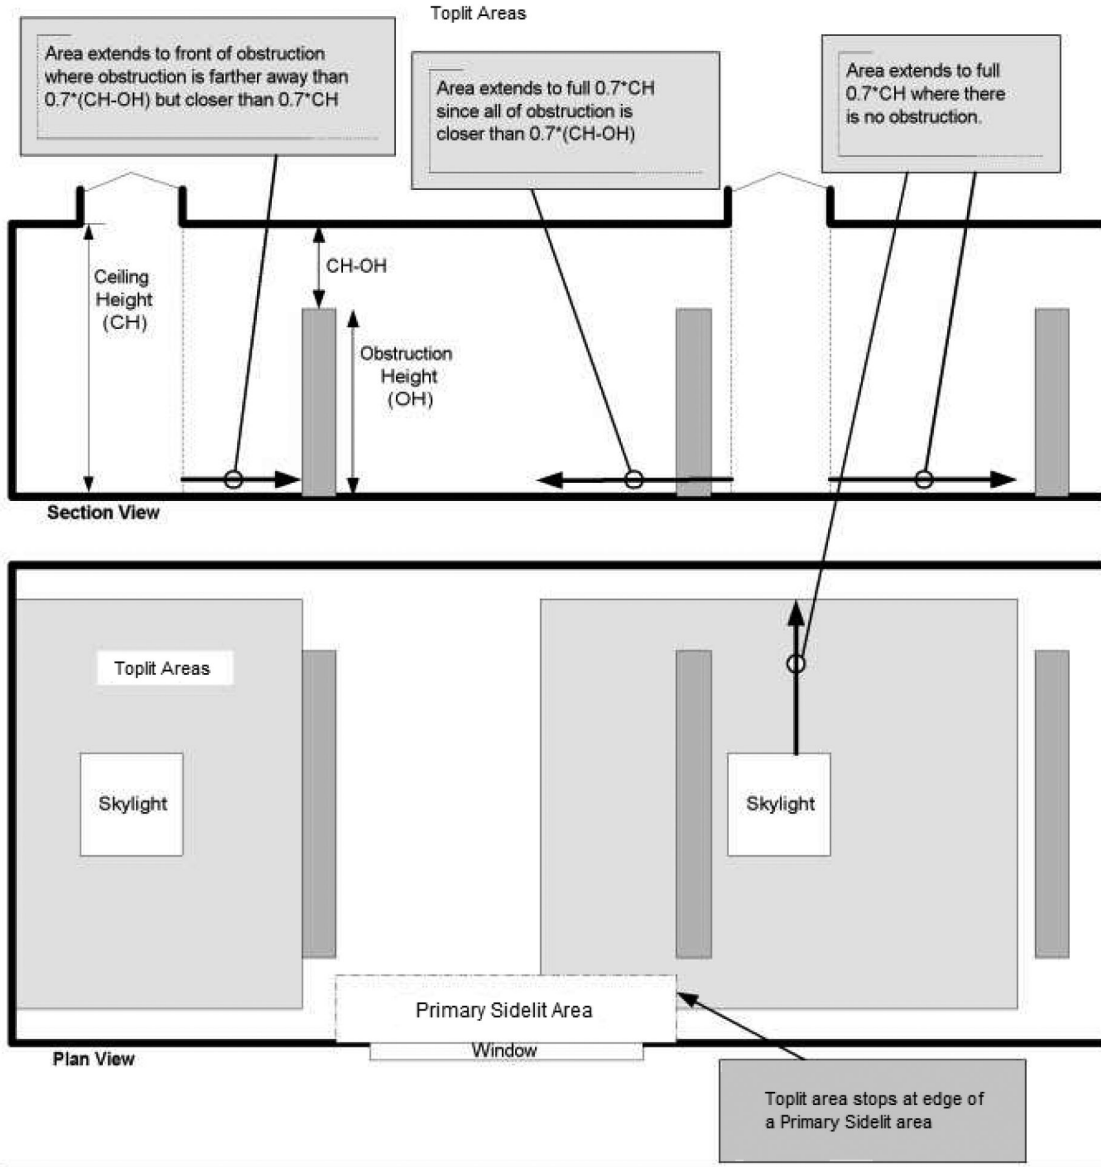 Toplit Areas
Area extends to front of obstruction
where obstruction is farther away than
0.7*(CH-OH) but closer than 0.7*CH
Area extends to full 0.7*CH
since all of obstruction is
closer than 0.7*(CH-OH)
Area extends to full
0.7*CH where there
is no obstruction.
Ceiling
Height
(CH)
CH-OH
Obstruction
Height
(OH)
Section View
Toplit Areas
Skylight
Skylight
Primary Sidelit Area
Window
Plan View
Toplit area stops at edge of
a Primary Sidelit area